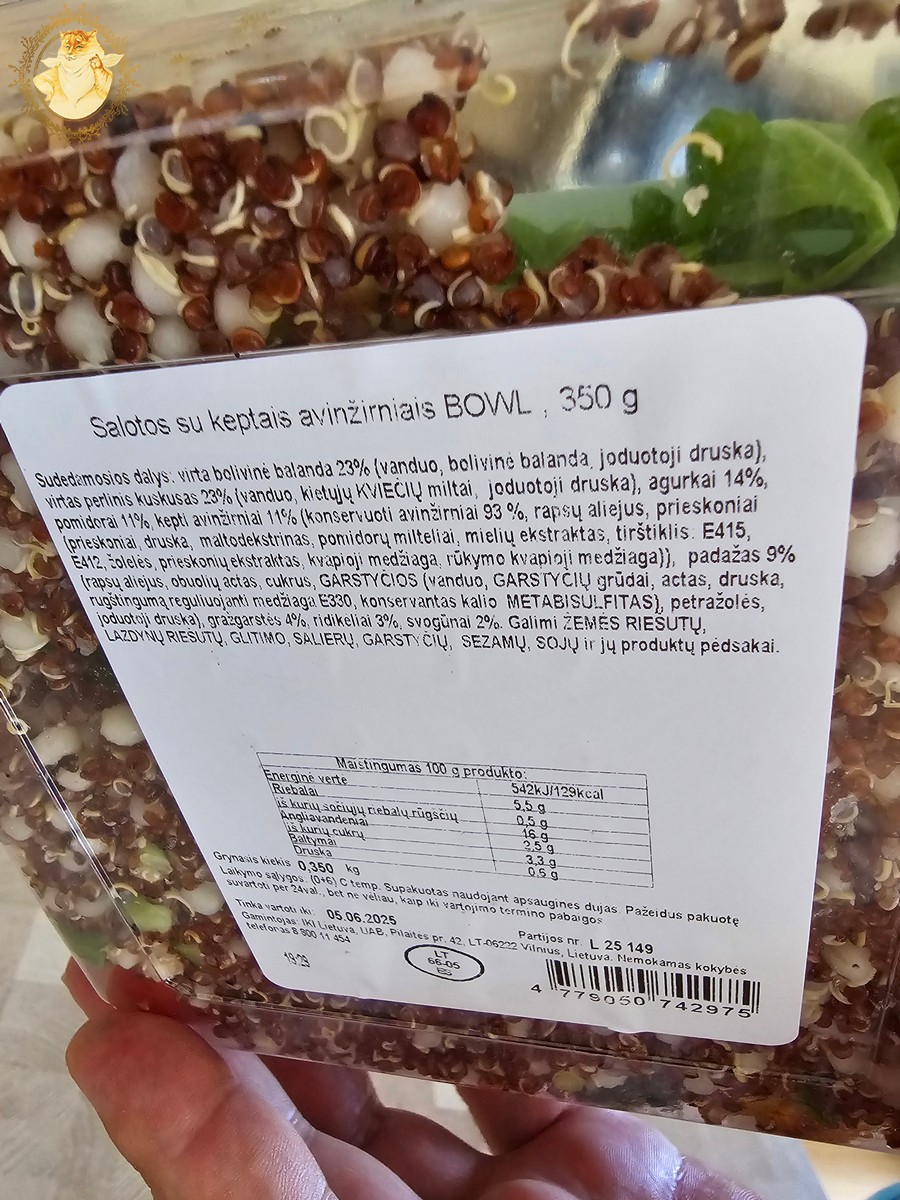 Salotos su keptais avinžirniais BOWL , 350 g
Sudedamosios dalys: virta bolivinė balanda 23% (vanduo, bolivinė balanda, joduotoji druska),
virtas perlinis kuskusas 23% (vanduo, kietųjų KVIEČIŲ miltai, joduotoji druska), agurkai 14%,
pomidorai 11%, kepti avinžirniai 11% (konservuoti avinžirniai 93 %, rapsų aliejus, prieskoniai
(prieskoniai, druska, maltodekstrinas, pomidorų milteliai, mielių ekstraktas, tirštiklis: E415,
E412, žolelės, prieskonių ekstraktas, kvapioji medžiaga, rūkymo kvapioji medžiaga)), padažas 9%
(rapsų aliejus, obuolių actas, cukrus, GARSTYČIOS (vanduo, GARSTYČIŲ grūdai, actas, druska,
rūgštingumą reguliuojanti medžiaga E330, konservantas kalio METABISULFITAS), petražolės,
joduotoji druska), gražgarstės 4%, ridikėliai 3%, svogūnai 2%. Galimi ŽEMĖS RIEŠUTŲ,
LAZDYNŲ RIEŠUTŲ, GLITIMO, SALIERŲ, GARSTYČIŲ, SEZAMŲ, SOJŲ ir jų produktų pėdsakai.
Maistingumas 100 g produkto:
Energinė vertė 542kJ/129kcal
Riebalai 5,5 g
iš kurių sočiųjų riebalų rūgščių 0,5 g
Angliavandeniai 16 g
iš kurių cukrų 2,5 g
Baltymai 3,3 g
Druska 0,6 g
Grynasis kiekis 0,350 kg
Laikymo sąlygos: (0+6) C temp. Supakuotas naudojant apsaugines dujas Pažeidus pakuotę
suvartoti per 24val., bet ne vėliau, kaip iki vartojimo termino pabaigos
Tinka vartoti iki: 05.06.2025 Partijos nr. L 25 149
Gamintojas: IKI Lietuva, UAB, Pilaitės pr. 42, LT-06222 Vilnius, Lietuva. Nemokamas kokybės
telefonas 8 800 11 454
19:29
LT
66-05
ES
4 779050 742975